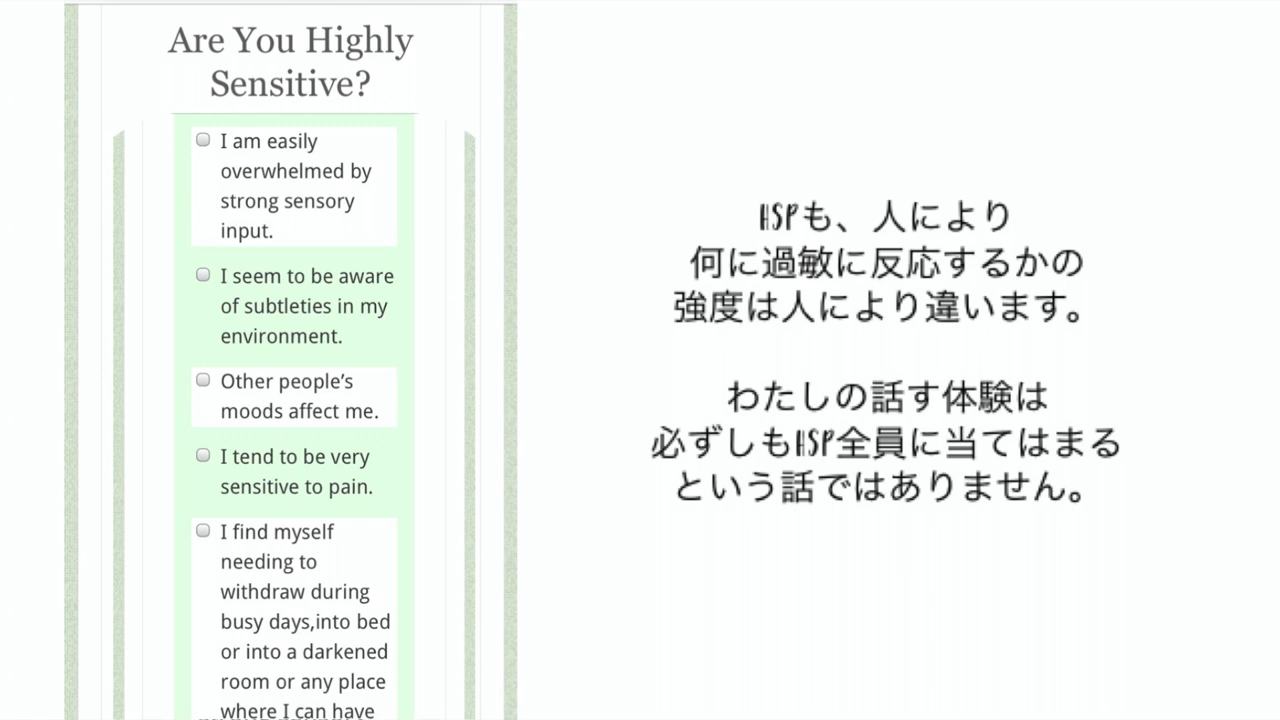 Are You Highly
Sensitive?
I am easily
overwhelmed by
strong sensory
input.
I seem to be aware
of subtleties in my
environment.
Other people’s
moods affect me.
I tend to be very
sensitive to pain.
I find myself
needing to
withdraw during
busy days,into bed
or into a darkened
room or any place
where I can have
HSPも、人により
何に過敏に反応するかの
強度は人により違います。
わたしの話す体験は
必ずしもHSP全員に当てはまる
という話ではありません。